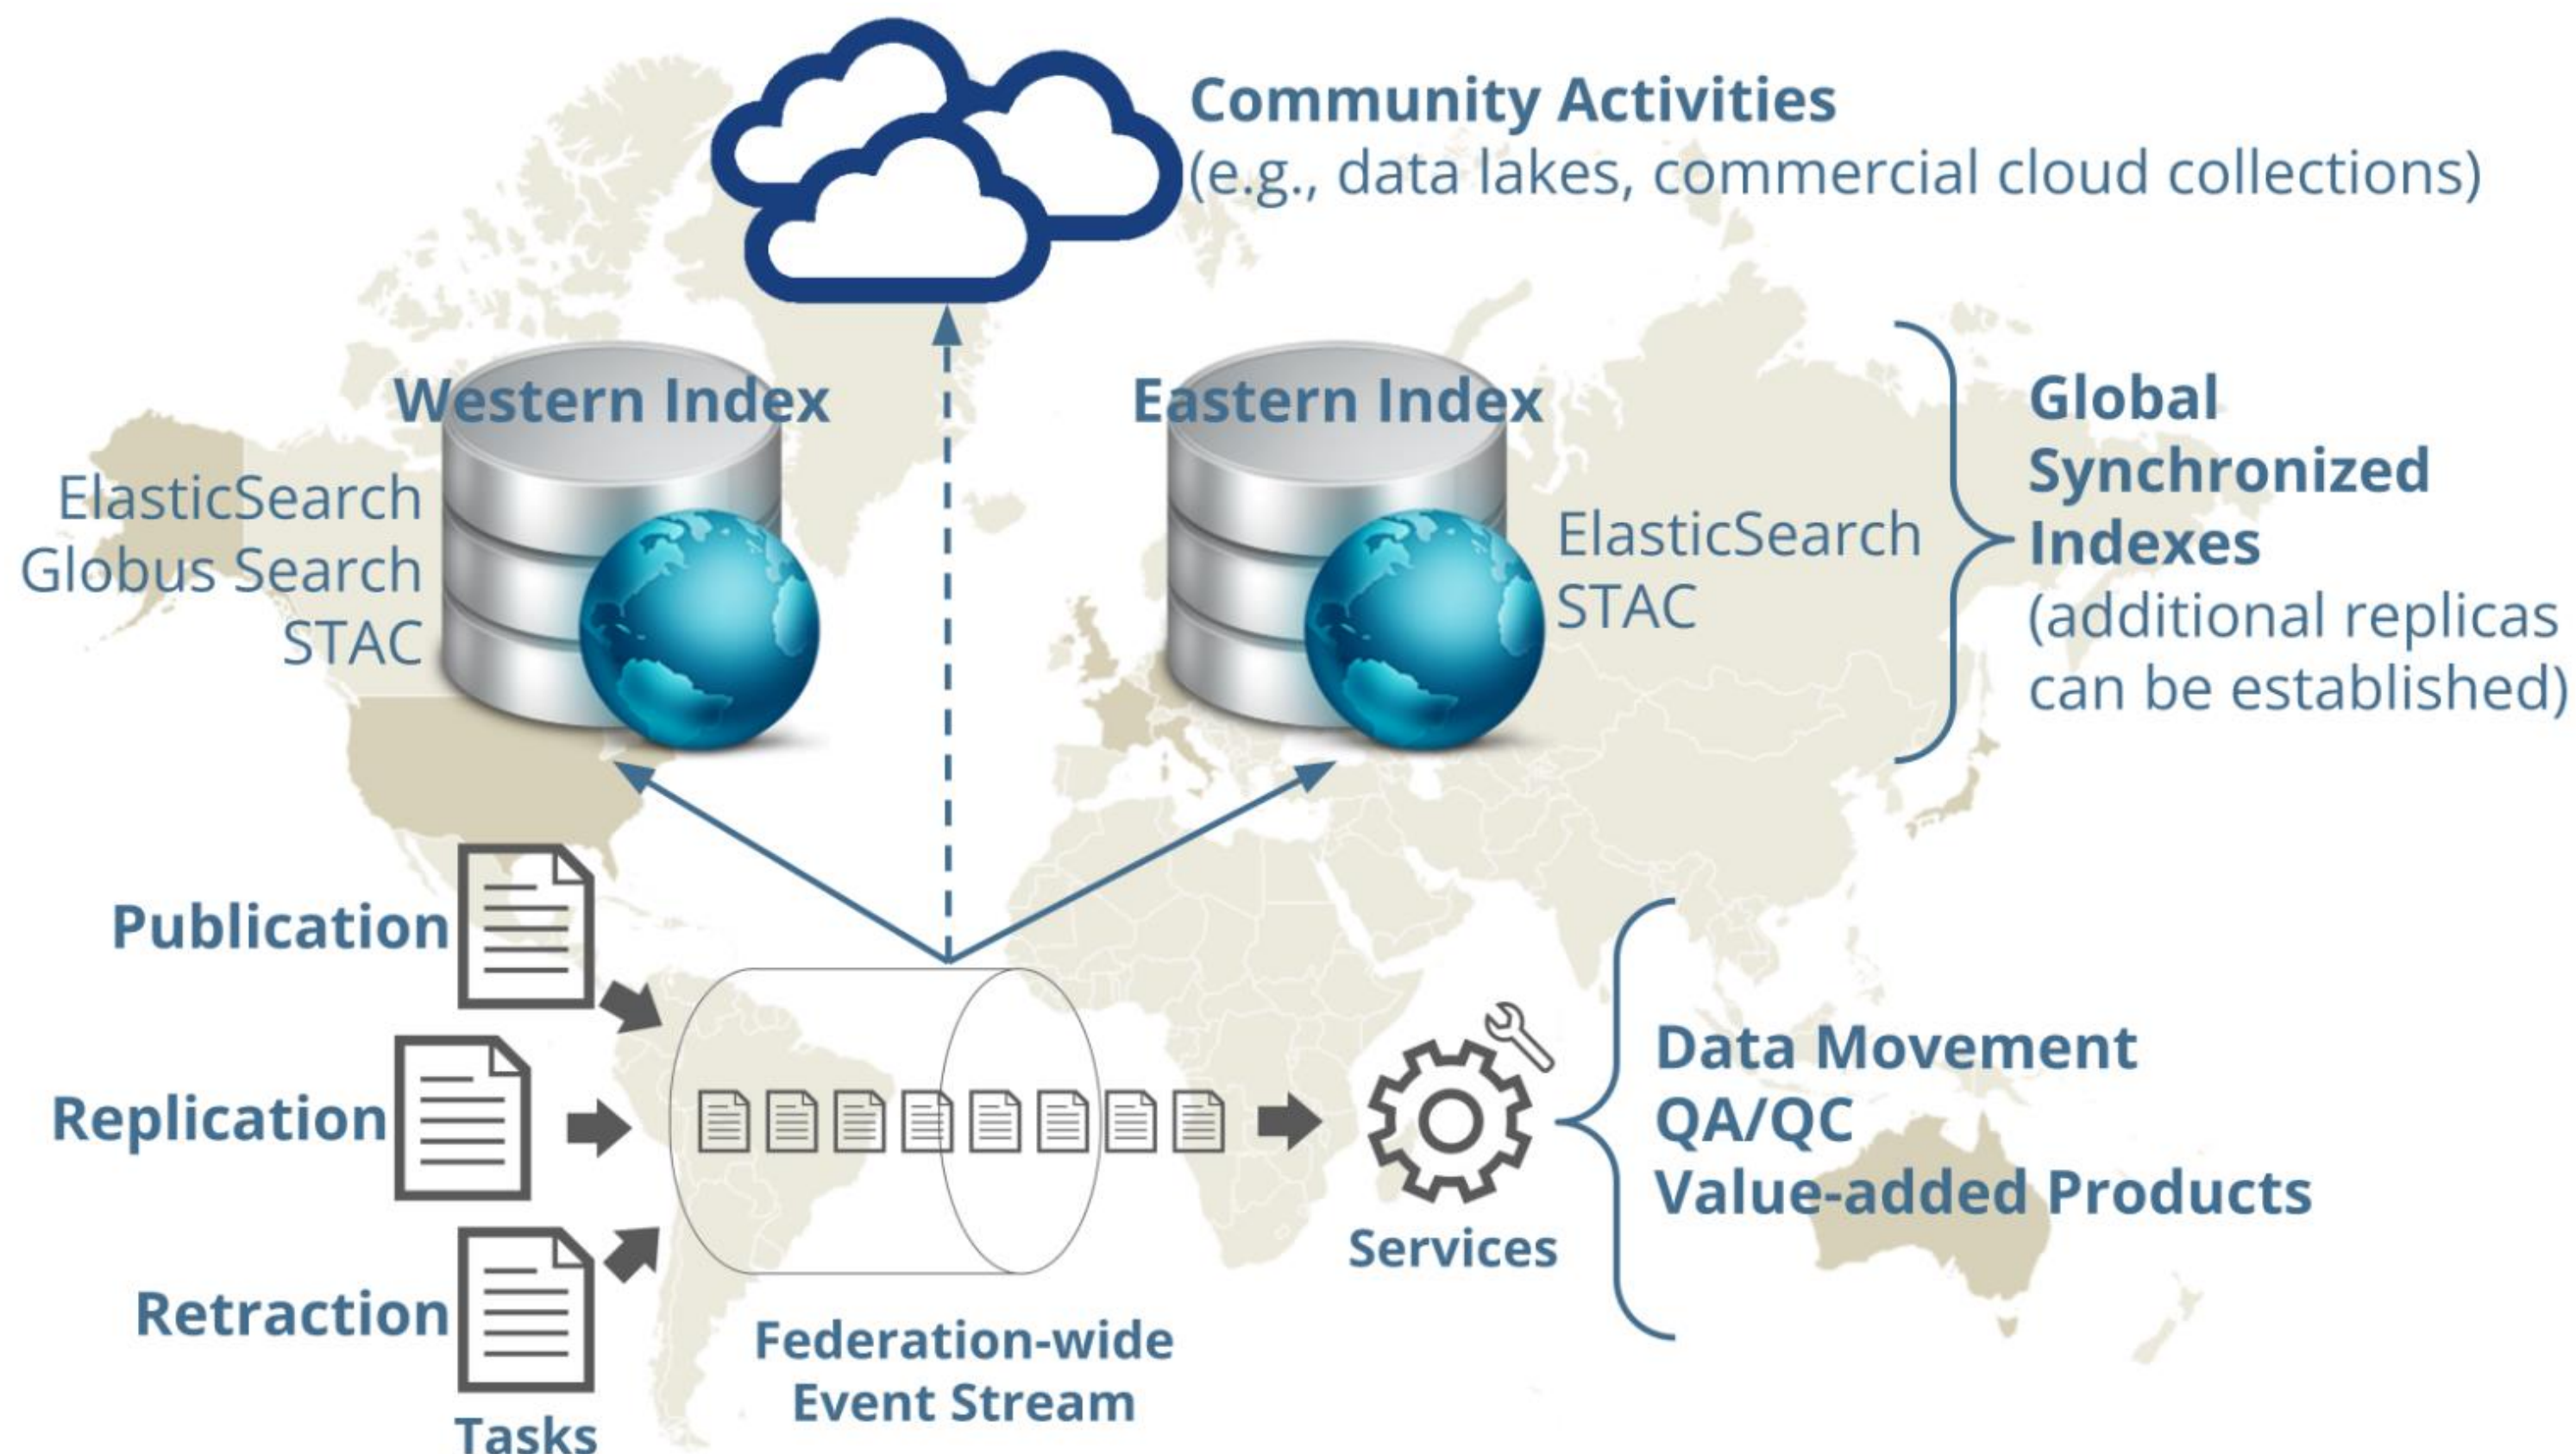 Community Activities
(e.g., data lakes, commercial cloud collections)
Western Index
ElasticSearch
Globus Search
STAC
Eastern Index
ElasticSearch
STAC
Global
Synchronized
Indexes
(additional replicas
can be established)
Publication
Replication
Retraction
Tasks
Federation-wide
Event Stream
Services
Data Movement
QA/QC
Value-added Products